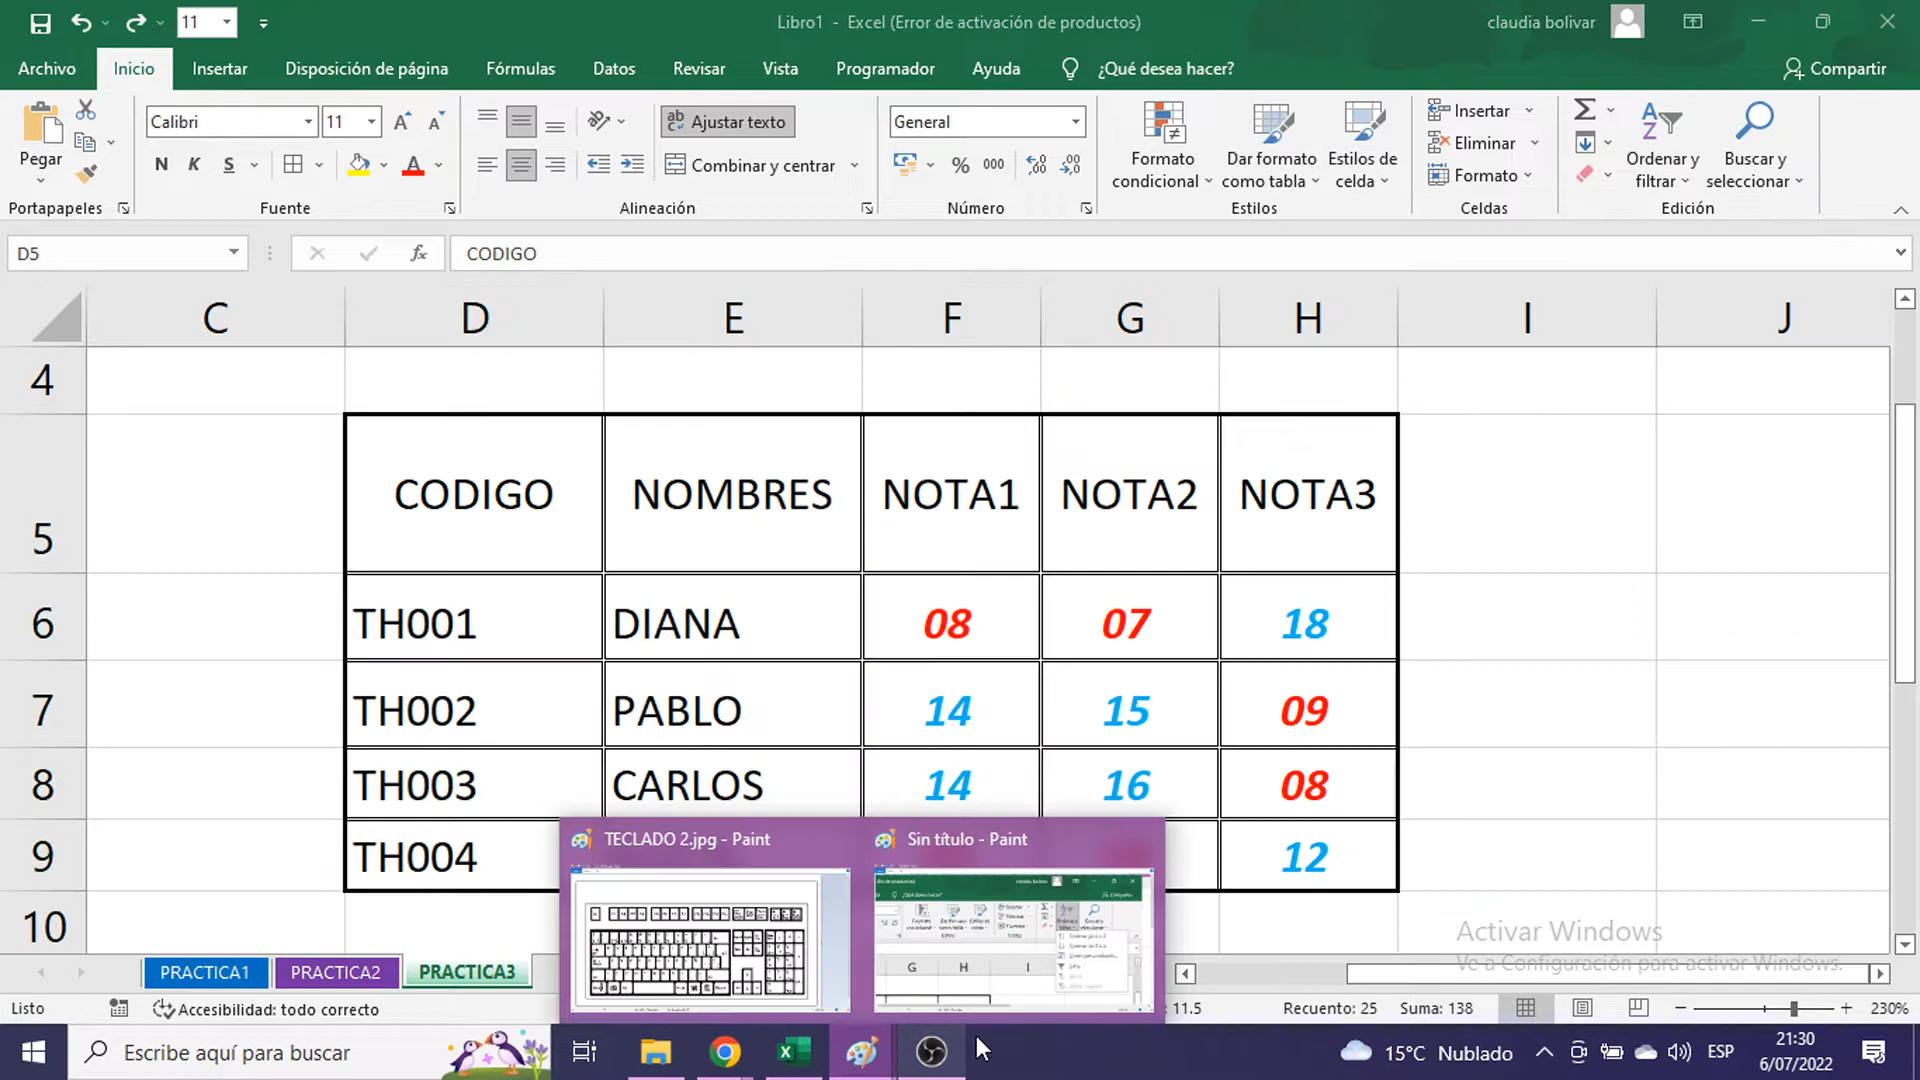 11
Libro1 - Excel (Error de activación de productos)
claudia bolivar
Archivo Inicio Insertar Disposición de página Fórmulas Datos Revisar Vista Programador Ayuda ¿Qué desea hacer? Compartir
Calibri 11 Ajustar texto General Insertar
Pegar N K S Combinar y centrar % 000 Formato condicional Dar formato como tabla Estilos de celda Eliminar Formato Ordenar y filtrar Buscar y seleccionar
Portapapeles Fuente Alineación Número Estilos Celdas Edición
D5 fx CODIGO
C D E F G H I J
4
5 CODIGO NOMBRES NOTA1 NOTA2 NOTA3
6 TH001 DIANA 08 07 18
7 TH002 PABLO 14 15 09
8 TH003 CARLOS 14 16 08
TECLADO 2.jpg - Paint Sin título - Paint
9 TH004 12
G H I
10
Activar Windows
Ve a Configuración para activar Windows.
PRACTICA1 PRACTICA2 PRACTICA3
Listo Accesibilidad: todo correcto 11.5 Recuento: 25 Suma: 138 230%
Escribe aquí para buscar 15°C Nublado ESP 21:30
6/07/2022